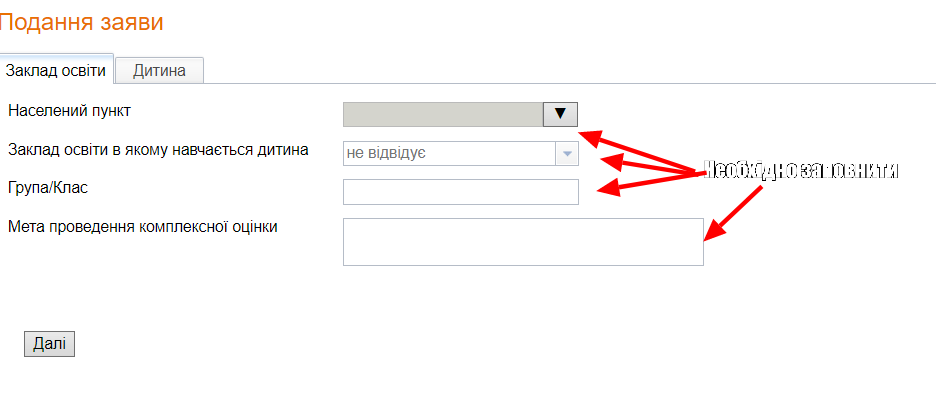 Подання заяви
Заклад освіти
Дитина
Населений пункт
▼
Заклад освіти в якому навчається дитина
не відвідує
Необхідно заповнити
Група/Клас
Мета проведення комплексної оцінки
Далі